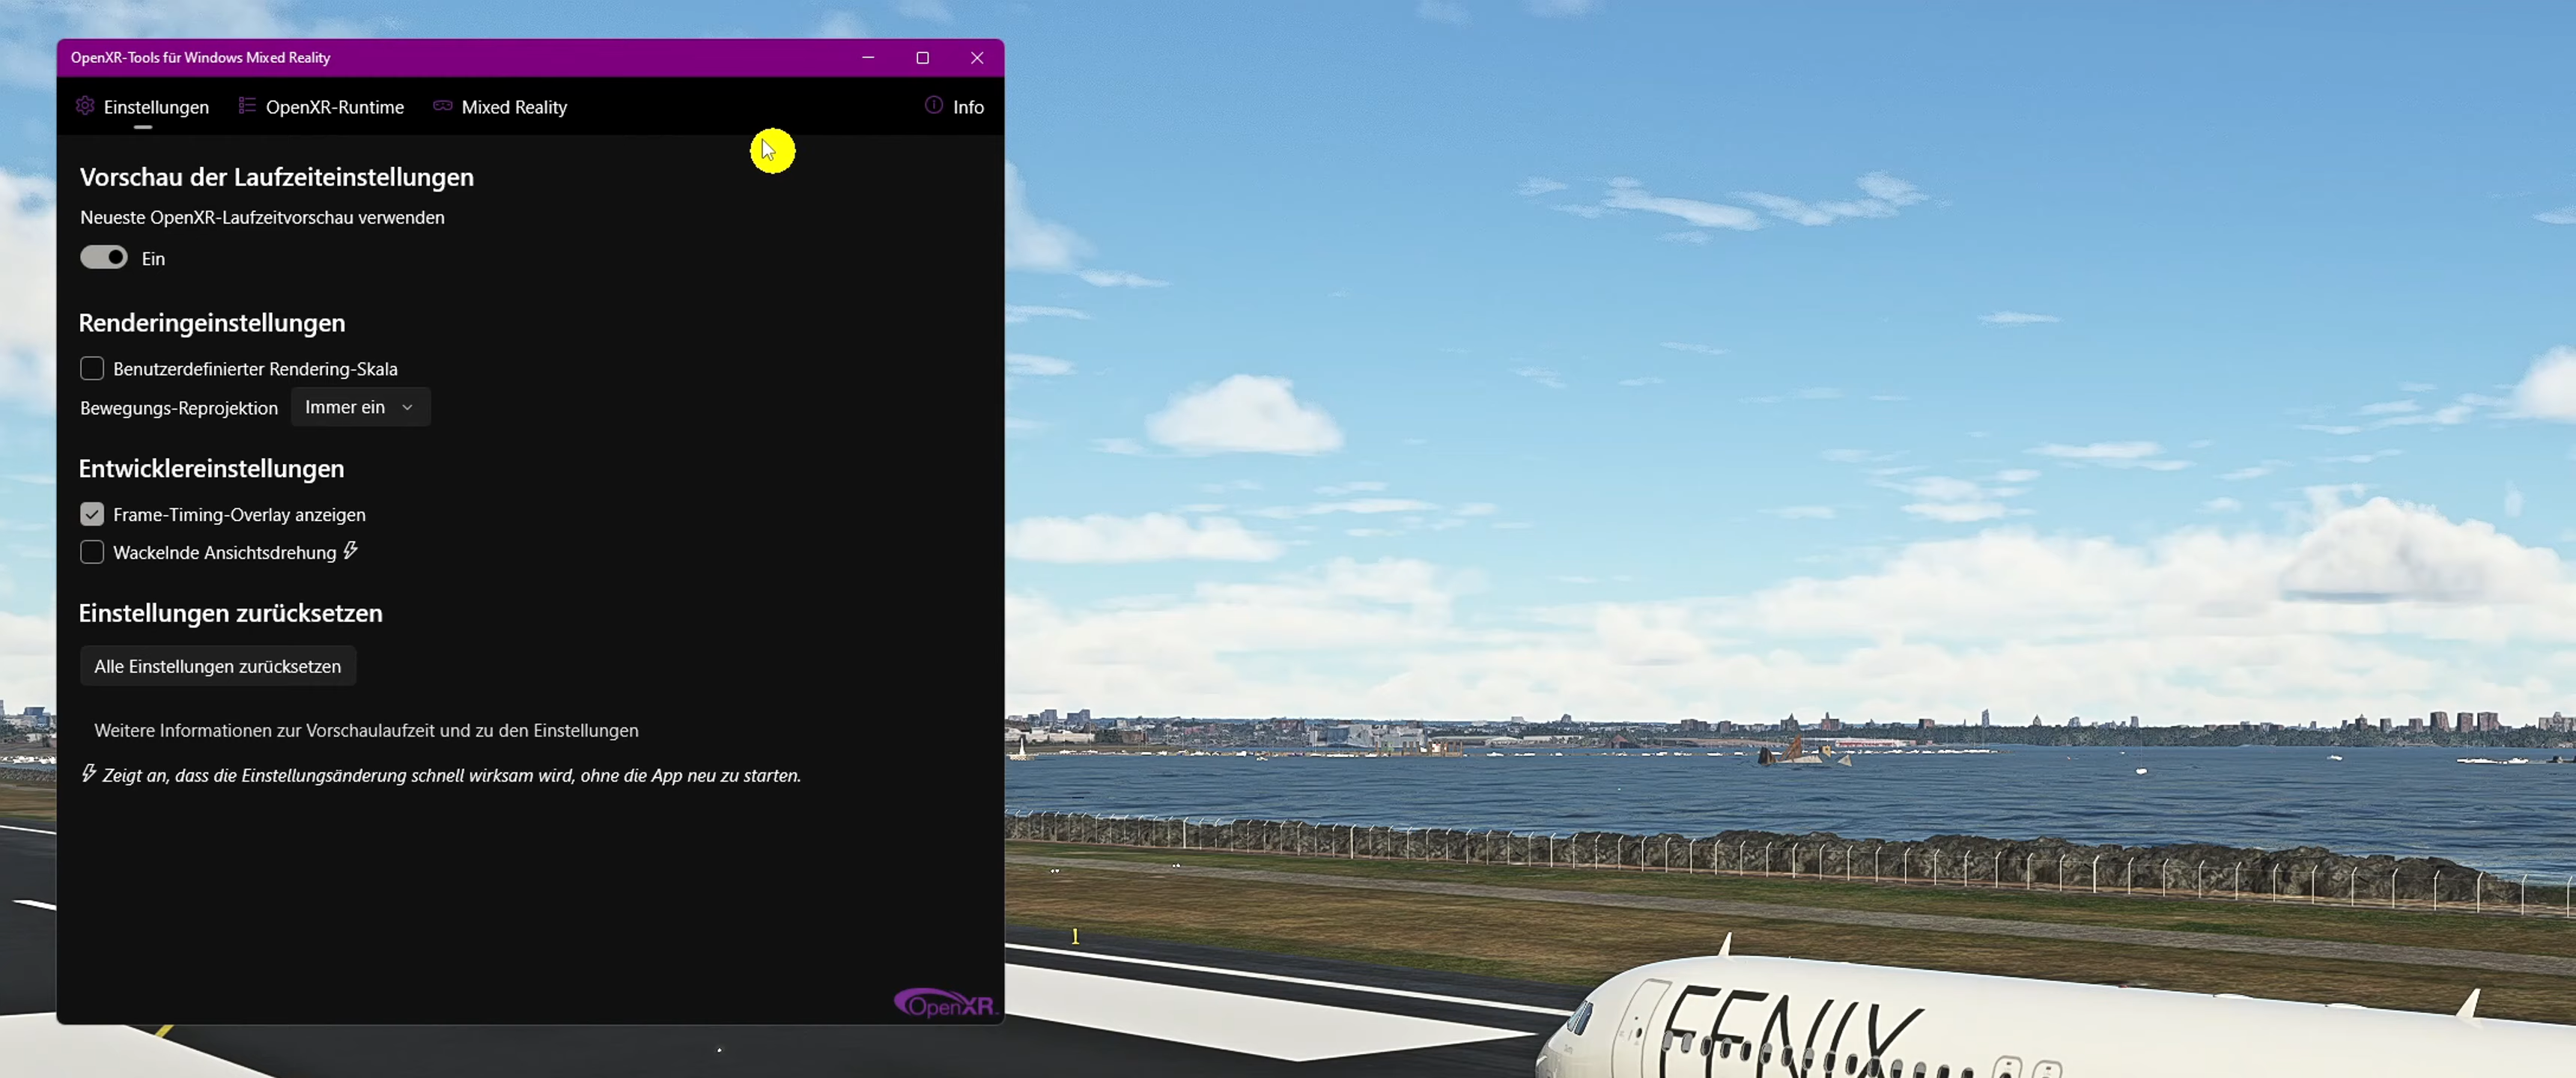 OpenXR-Tools für Windows Mixed Reality
Einstellungen OpenXR-Runtime Mixed Reality Info
Vorschau der Laufzeiteinstellungen
Neueste OpenXR-Laufzeitvorschau verwenden
Ein
Renderingeinstellungen
Benutzerdefinierter Rendering-Skala
Bewegungs-Reprojektion Immer ein
Entwicklereinstellungen
Frame-Timing-Overlay anzeigen
Wackelnde Ansichtsdrehung
Einstellungen zurücksetzen
Alle Einstellungen zurücksetzen
Weitere Informationen zur Vorschaulaufzeit und zu den Einstellungen
Zeigt an, dass die Einstellungsänderung schnell wirksam wird, ohne die App neu zu starten.
OpenXR
FENIX